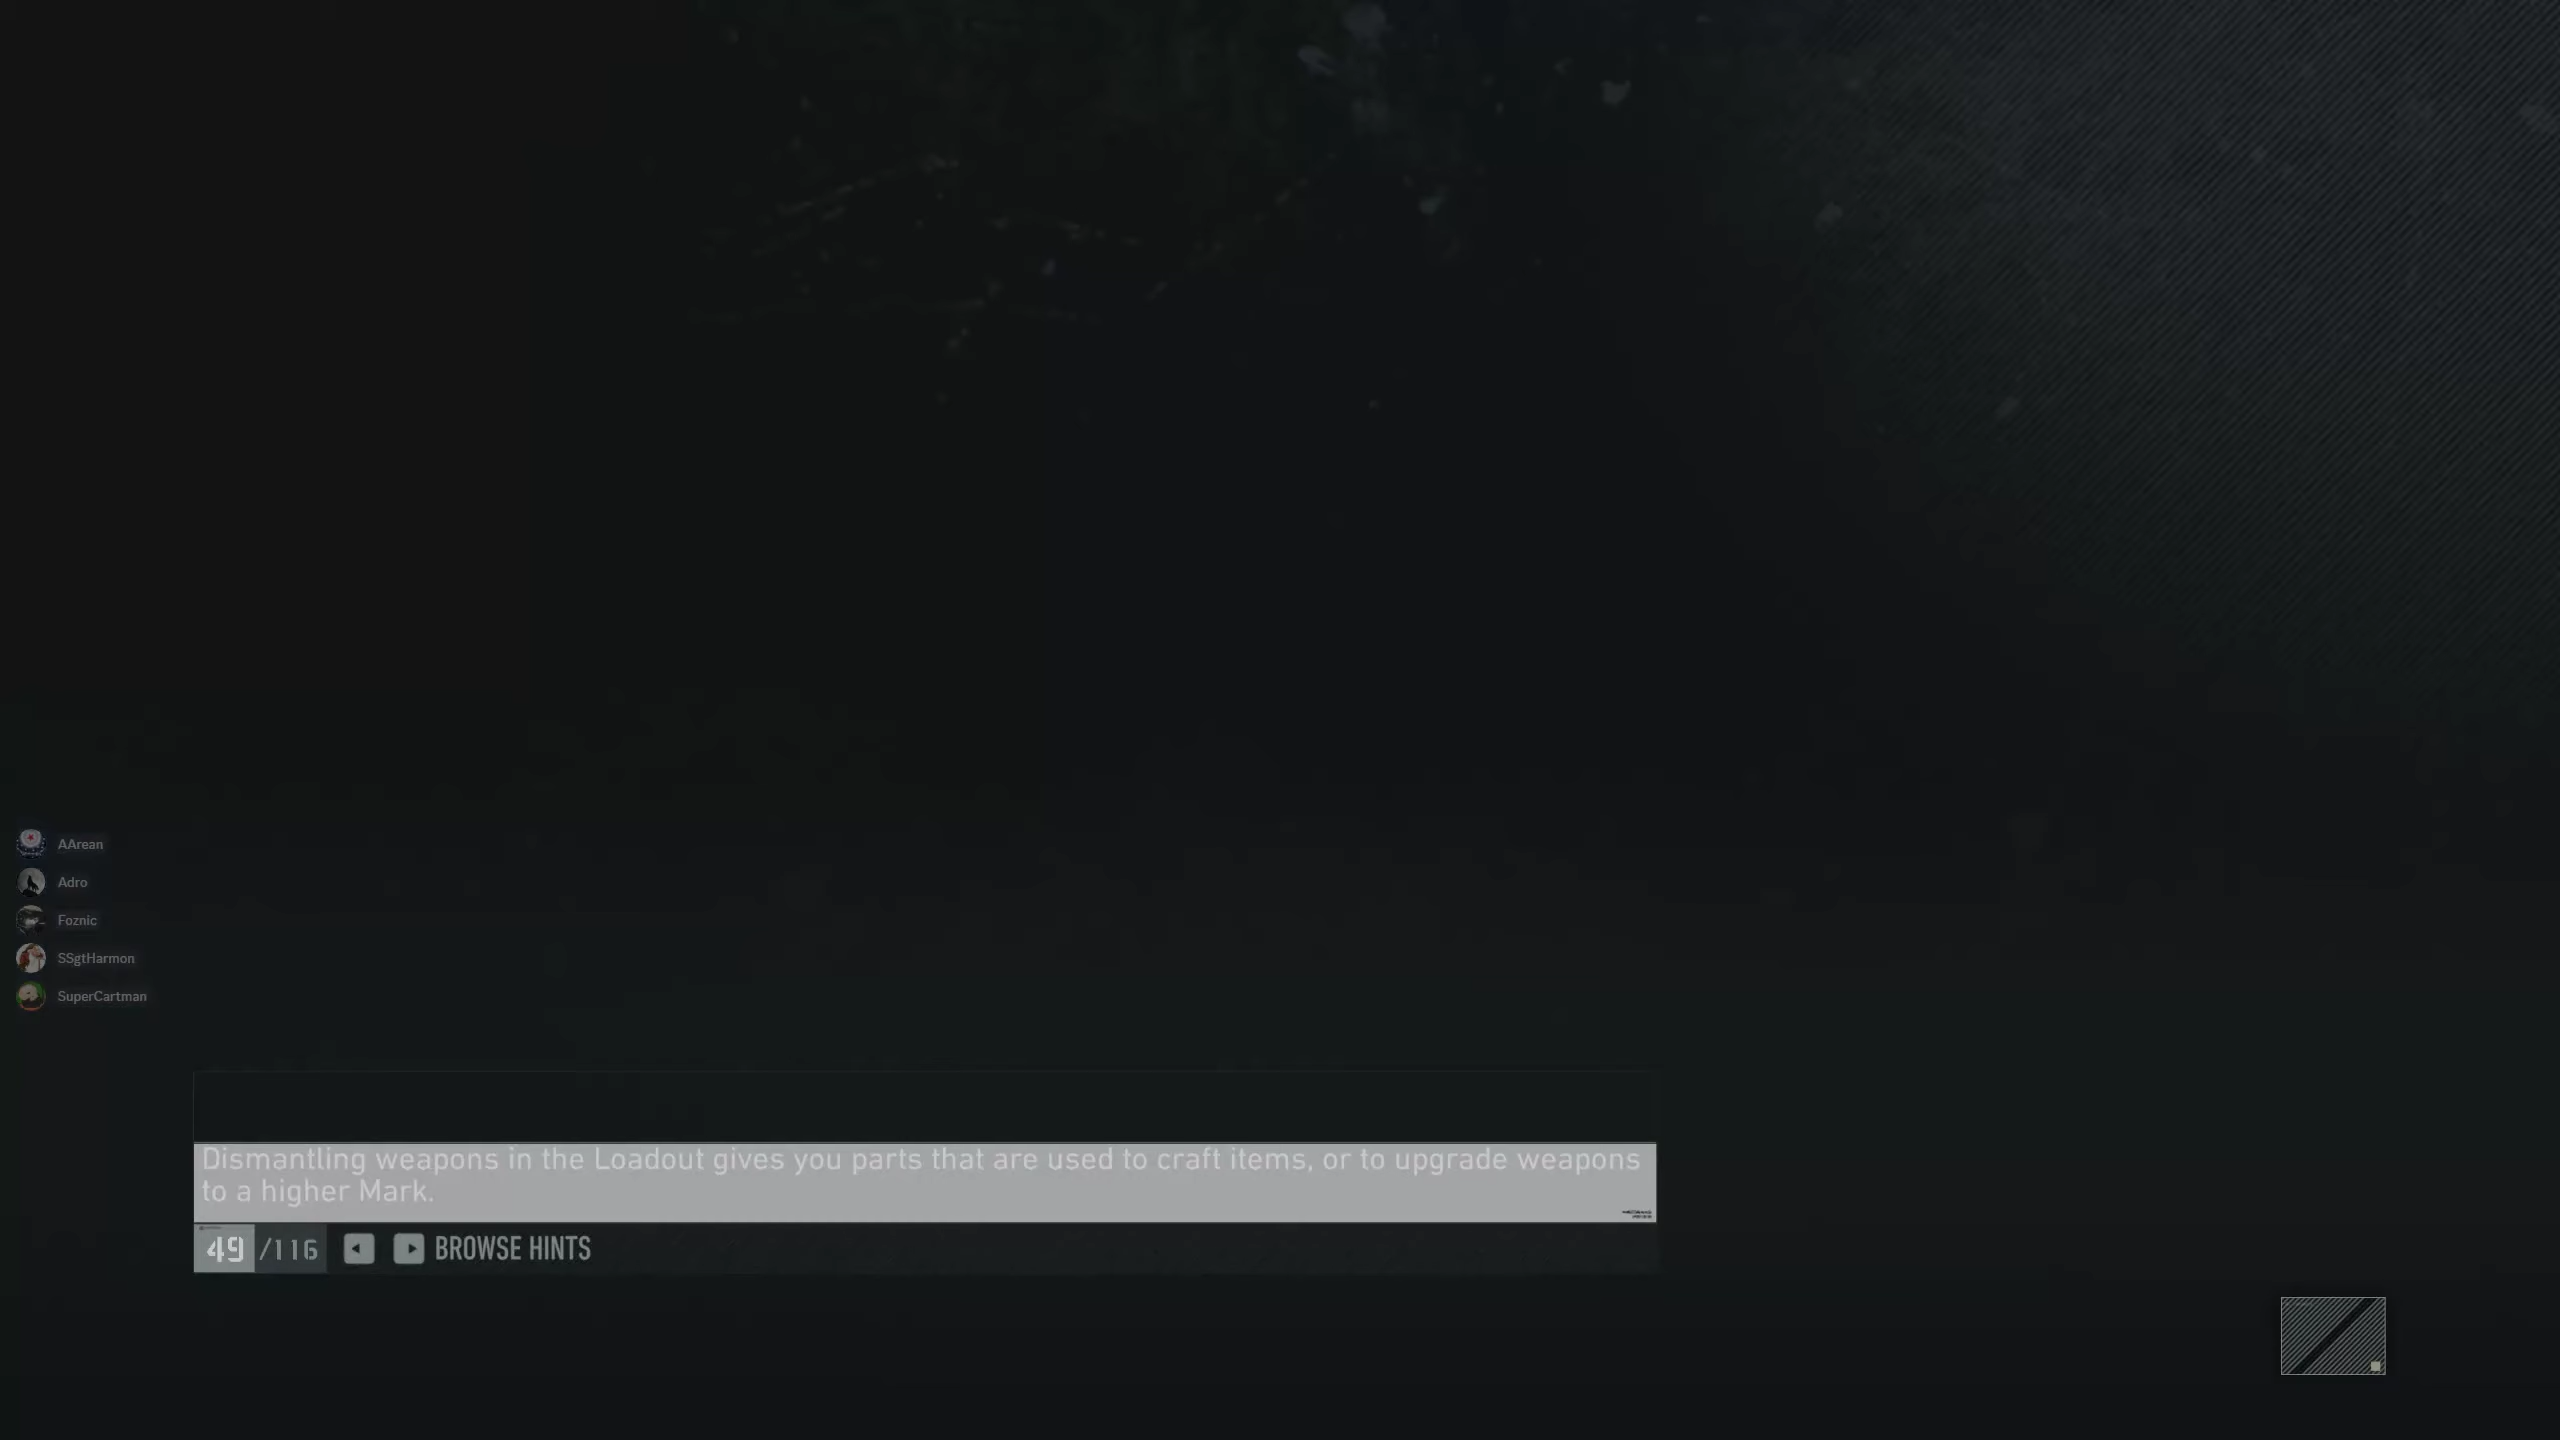 AArean
Adro
Foznic
SSgtHarmon
SuperCartman
Dismantling weapons in the Loadout gives you parts that are used to craft items, or to upgrade weapons
to a higher Mark.
49 /116 BROWSE HINTS